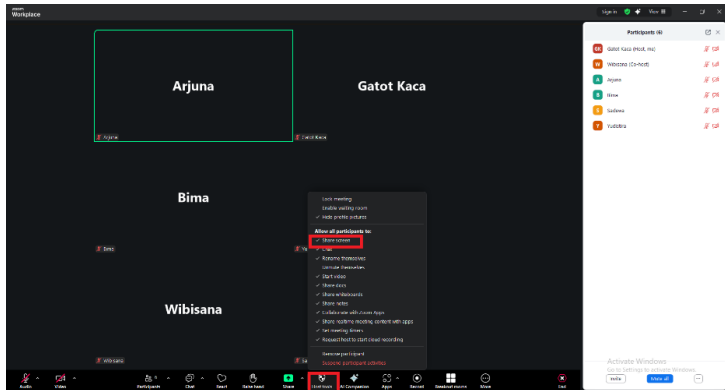 zoom
Workplace
Sign in
View
Arjuna
Gatot Kaca
Arjuna
Gatot Kaca
Bima
Bima
Wibisana
Wibisana
Lock meeting
Enable waiting room
Hide profile pictures
Allow all participants to:
Share screen
Chat
Rename themselves
Unmute themselves
Start video
Share docs
Share whiteboards
Share notes
Collaborate with Zoom Apps
Share realtime meeting content with apps
Set meeting timers
Request host to start cloud recording
Remove participant
Suspend participant activities
Participants (6)
GK Gatot Kaca (Host, me)
W Wibisana (Co-host)
A Arjuna
B Bima
S Sadewa
Y Yudistira
Activate Windows
Go to Settings to activate Windows.
Invite
Mute all
Audio
Video
Participants
Chat
React
Raise hand
Share
Host tools
AI Companion
Apps
Record
Breakout rooms
More
End